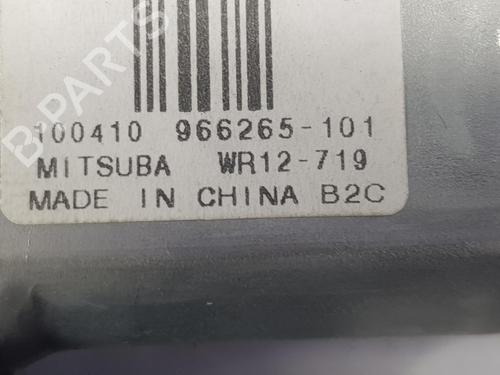 B-PARTS
100410 966265-101
MITSUBA WR12-719
MADE IN CHINA B2C